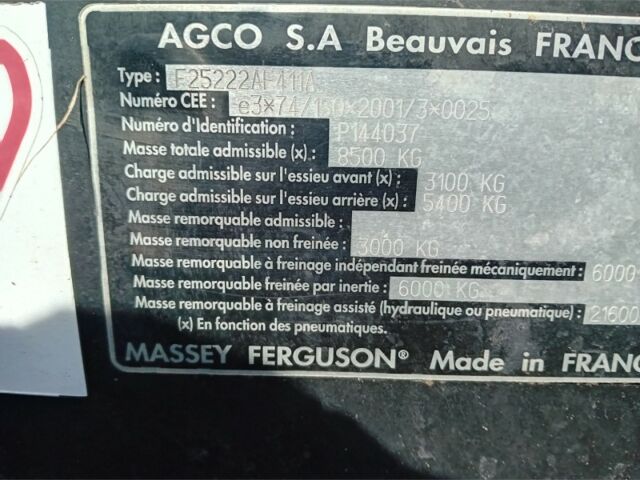 AGCO S.A Beauvais FRANC
Type : E25222AF411A
Numéro CEE : e3*74/150*2001/3*0025
Numéro d'Identification : P144037
Masse totale admissible (x) : 8500 KG
Charge admissible sur l'essieu avant (x) : 3100 KG
Charge admissible sur l'essieu arrière (x) : 5400 KG
Masse remorquable admissible :
Masse remorquable non freinée : 3000 KG
Masse remorquable à freinage indépendant freinée mécaniquement : 6000
Masse remorquable freinée par inertie : 6000 KG
Masse remorquable à freinage assisté (hydraulique ou pneumatique) : 21600
(x) En fonction des pneumatiques.
MASSEY FERGUSON® Made in FRANC